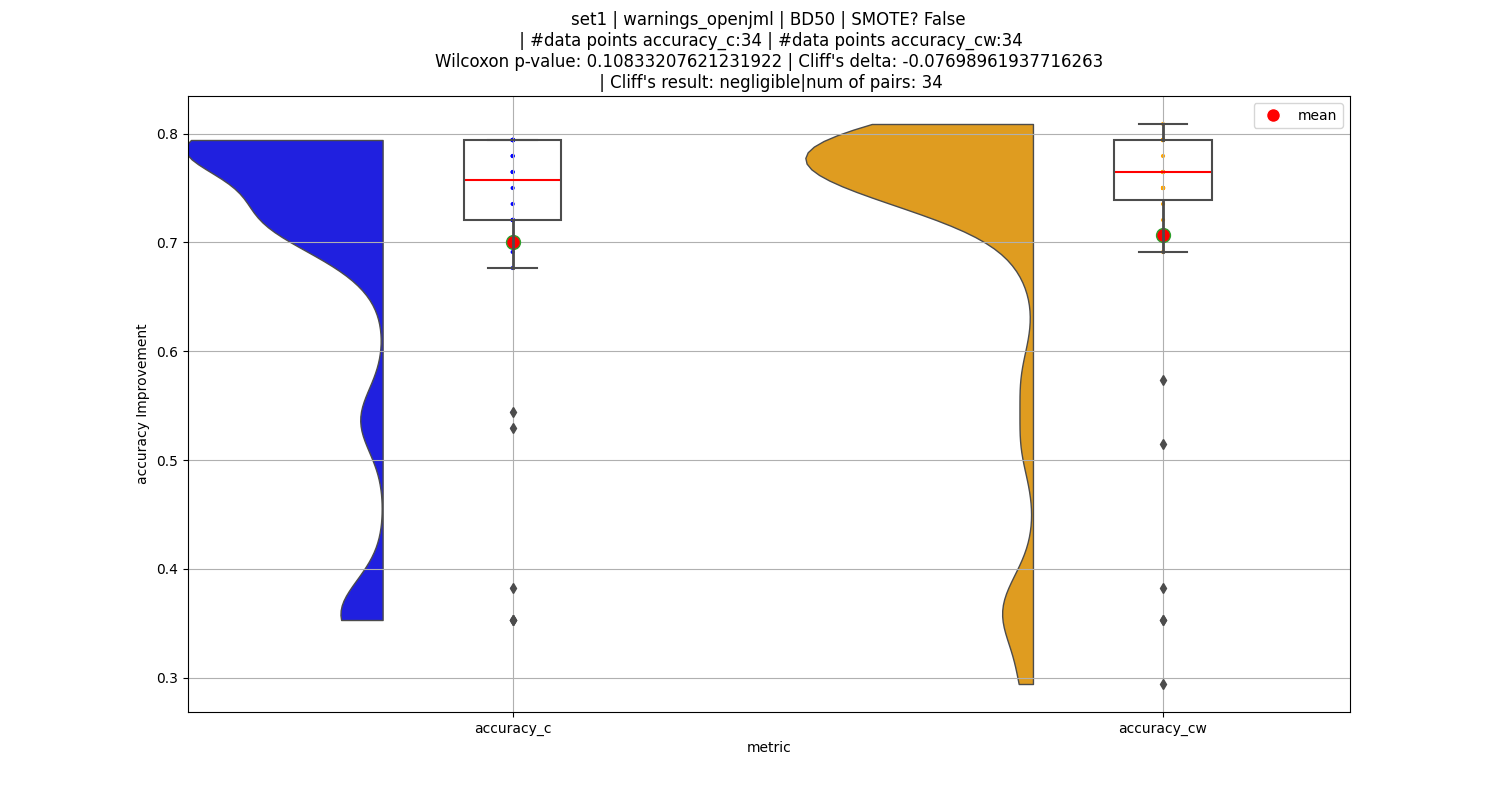 set1 | warnings_openjml | BD50 | SMOTE? False
| #data points accuracy_c:34 | #data points accuracy_cw:34
Wilcoxon p-value: 0.10833207621231922 | Cliff's delta: -0.07698961937716263
| Cliff's result: negligible|num of pairs: 34
mean
0.8
0.7
0.6
0.5
0.4
0.3
accuracy Improvement
accuracy_c
accuracy_cw
metric